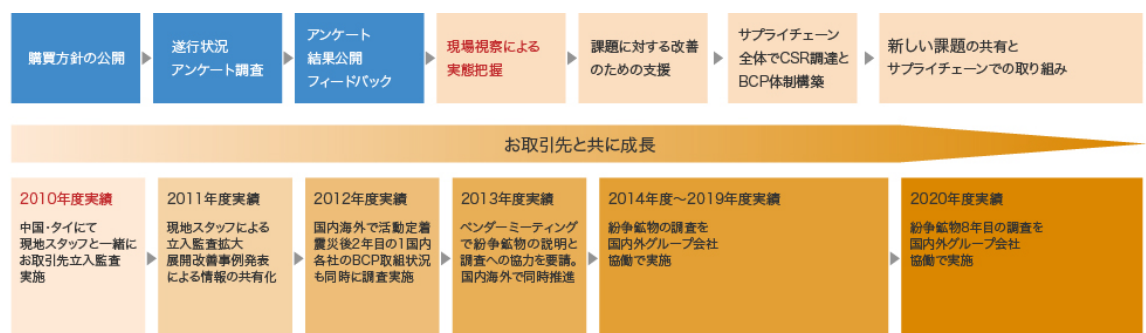 購買方針の公開
遂行状況
アンケート調査
アンケート
結果公開
フィードバック
現場視察による
実態把握
課題に対する改善
のための支援
サプライチェーン
全体でCSR調達と
BCP体制構築
新しい課題の共有と
サプライチェーンでの取り組み
お取引先と共に成長
2010年度実績
中国・タイにて
現地スタッフと一緒に
お取引先立入監査
実施
2011年度実績
現地スタッフによる
立入監査拡大
展開改善事例発表
による情報の共有化
2012年度実績
国内海外で活動定着
震災後2年目の1国内
各社のBCP取組状況
も同時に調査実施
2013年度実績
ベンダーミーティング
で紛争鉱物の説明と
調査への協力を要請。
国内海外で同時推進
2014年度～2019年度実績
紛争鉱物の調査を
国内外グループ会社
協働で実施
2020年度実績
紛争鉱物8年目の調査を
国内外グループ会社
協働で実施